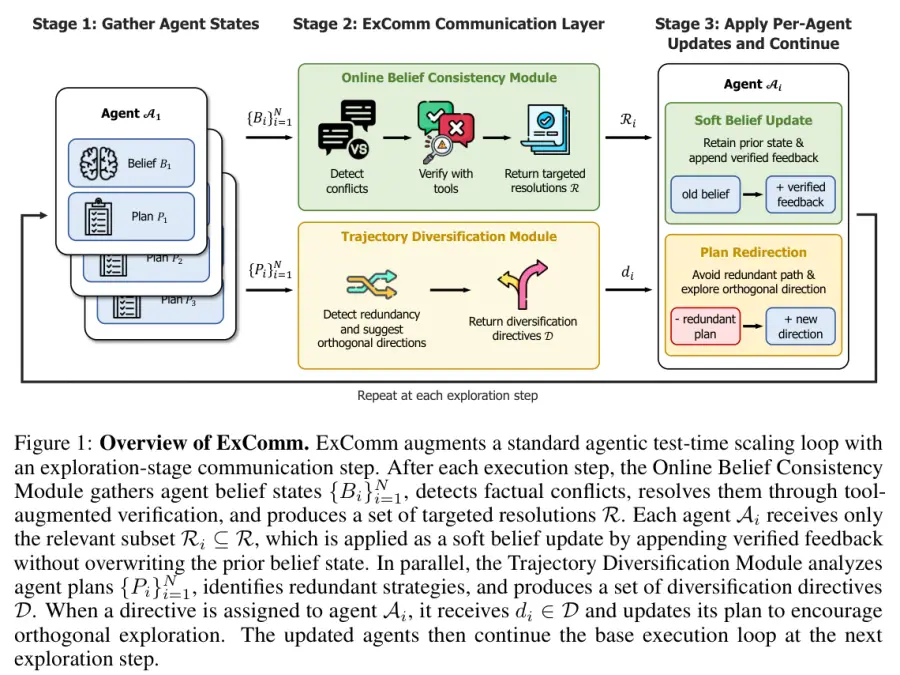 Stage 1: Gather Agent States
Stage 2: ExComm Communication Layer
Stage 3: Apply Per-Agent
Updates and Continue
Agent 𝒜₁
Belief B₁
Plan P₁
Plan P₂
Plan P₃
{Bᵢ}ᴺᵢ₌₁
{Pᵢ}ᴺᵢ₌₁
Online Belief Consistency Module
VS
Detect
conflicts
Verify with
tools
Return targeted
resolutions ℛ
Trajectory Diversification Module
Detect redundancy
and suggest
orthogonal directions
Return diversification
directives 𝒟
ℛᵢ
dᵢ
Agent 𝒜ᵢ
Soft Belief Update
Retain prior state &
append verified feedback
old belief
+ verified
feedback
Plan Redirection
Avoid redundant path &
explore orthogonal direction
- redundant
plan
+ new
direction
Repeat at each exploration step
Figure 1: Overview of ExComm. ExComm augments a standard agentic test-time scaling loop with
an exploration-stage communication step. After each execution step, the Online Belief Consistency
Module gathers agent belief states {Bᵢ}ᴺᵢ₌₁, detects factual conflicts, resolves them through tool-
augmented verification, and produces a set of targeted resolutions ℛ. Each agent 𝒜ᵢ receives only
the relevant subset ℛᵢ ⊆ ℛ, which is applied as a soft belief update by appending verified feedback
without overwriting the prior belief state. In parallel, the Trajectory Diversification Module analyzes
agent plans {Pᵢ}ᴺᵢ₌₁, identifies redundant strategies, and produces a set of diversification directives
𝒟. When a directive is assigned to agent 𝒜ᵢ, it receives dᵢ ∈ 𝒟 and updates its plan to encourage
orthogonal exploration. The updated agents then continue the base execution loop at the next
exploration step.